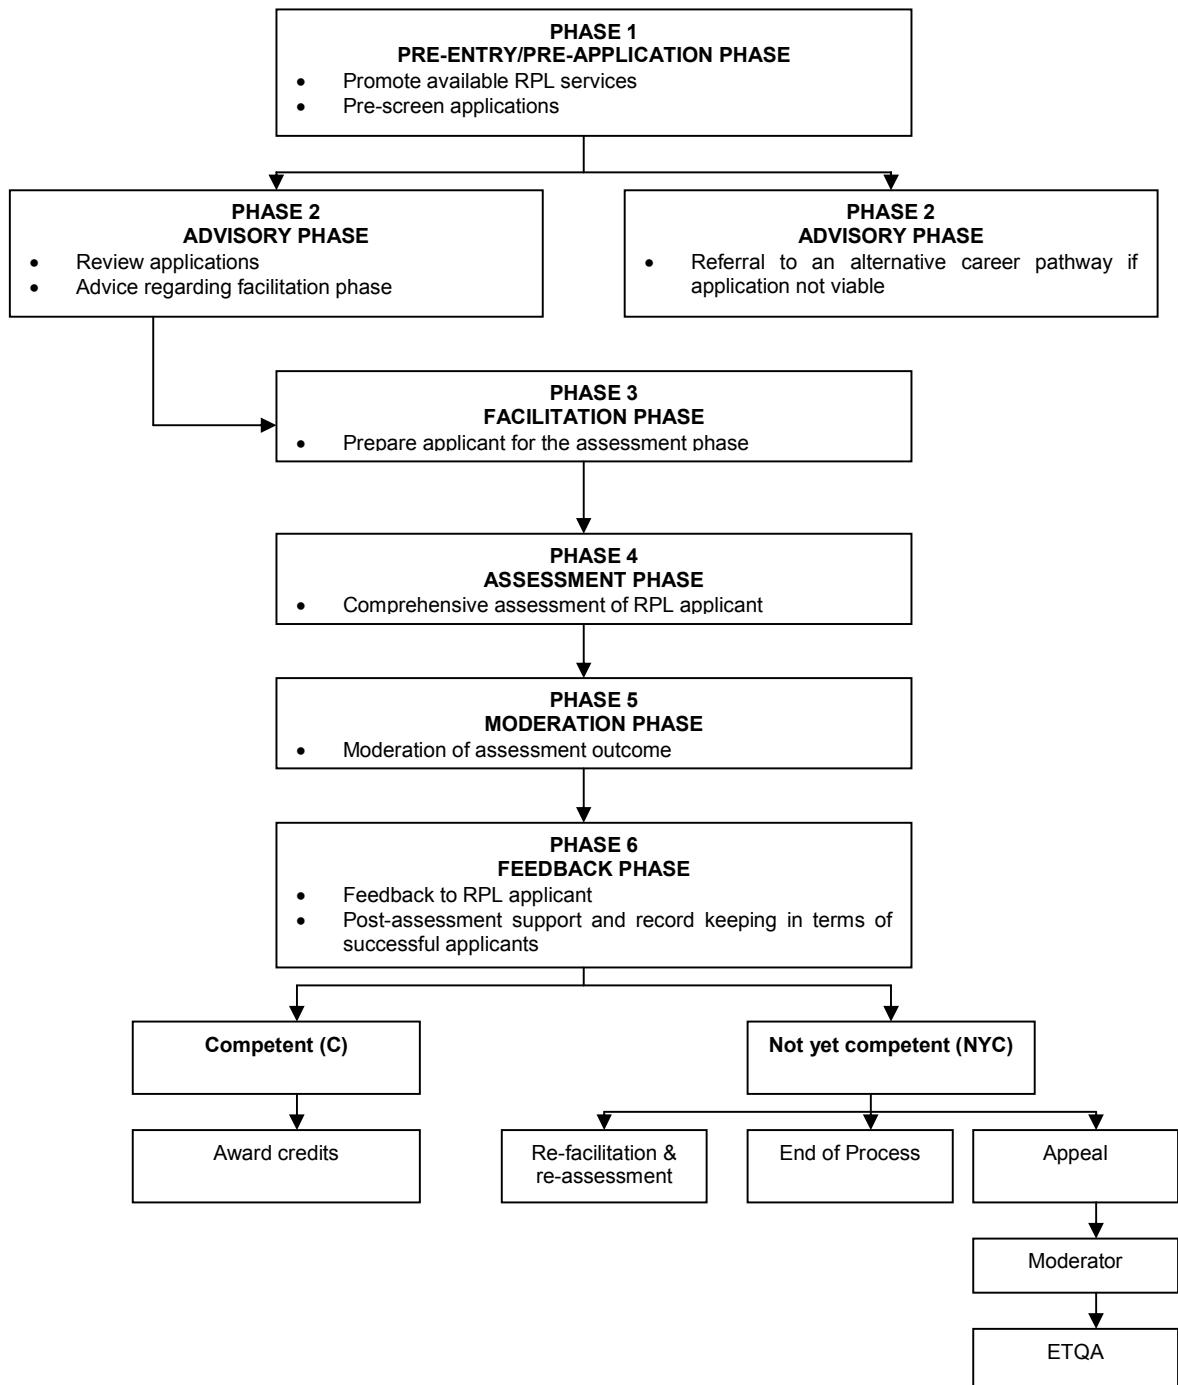 PHASE 1
PRE-ENTRY/PRE-APPLICATION PHASE
• Promote available RPL services
• Pre-screen applications
PHASE 2
ADVISORY PHASE
• Review applications
• Advice regarding facilitation phase
PHASE 2
ADVISORY PHASE
• Referral to an alternative career pathway if
application not viable
PHASE 3
FACILITATION PHASE
• Prepare applicant for the assessment phase
PHASE 4
ASSESSMENT PHASE
• Comprehensive assessment of RPL applicant
PHASE 5
MODERATION PHASE
• Moderation of assessment outcome
PHASE 6
FEEDBACK PHASE
• Feedback to RPL applicant
• Post-assessment support and record keeping in terms of
successful applicants
Competent (C)
Not yet competent (NYC)
Award credits
Re-facilitation &
re-assessment
End of Process
Appeal
Moderator
ETQA